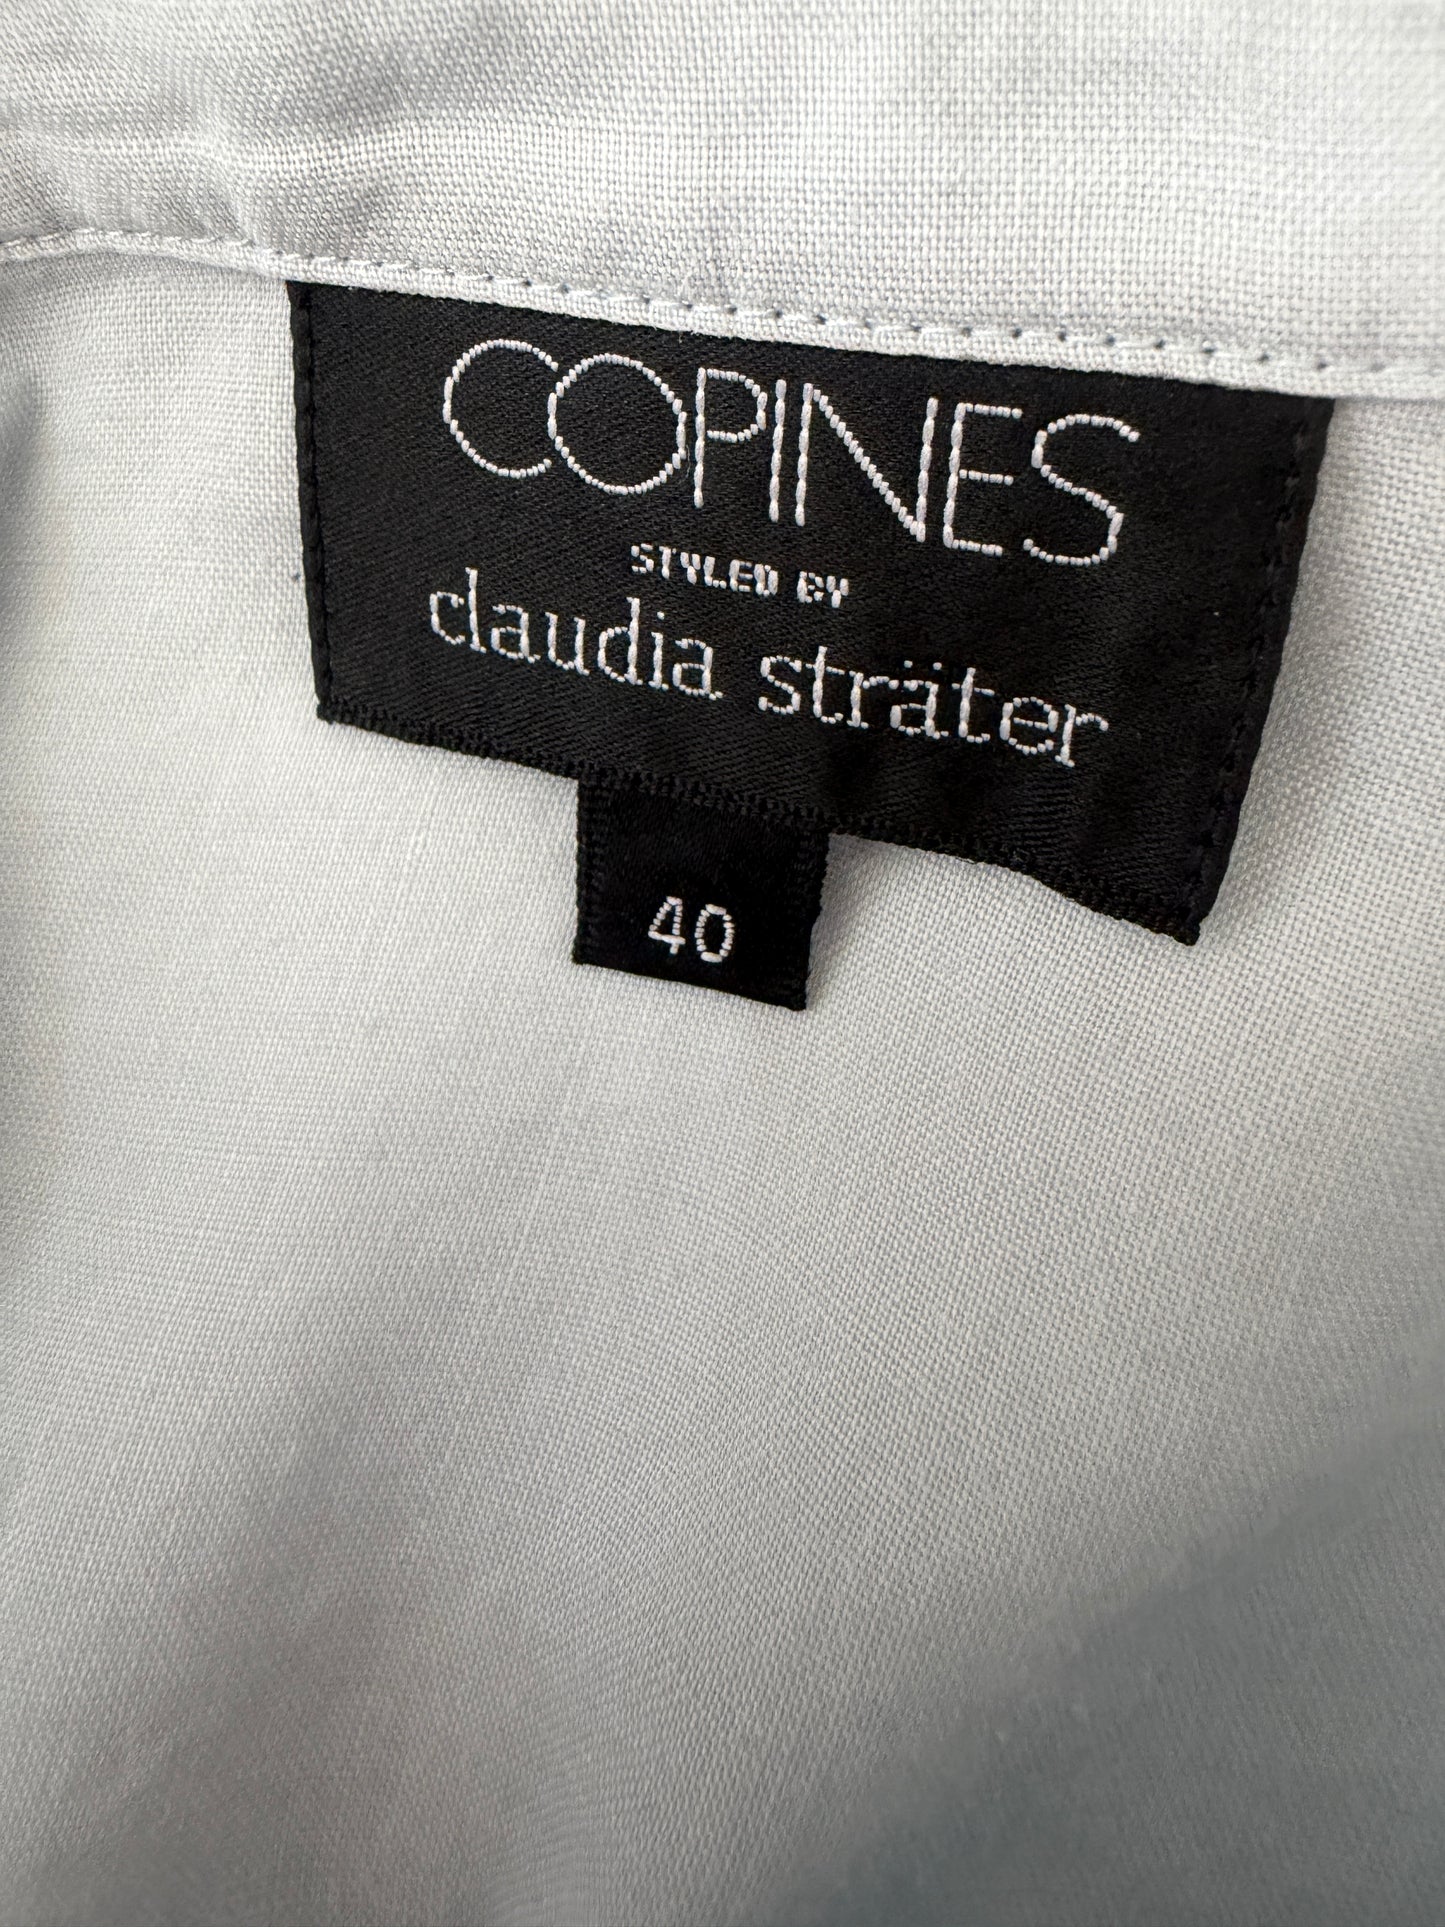 COPINES
STYLED BY
claudia sträter
40